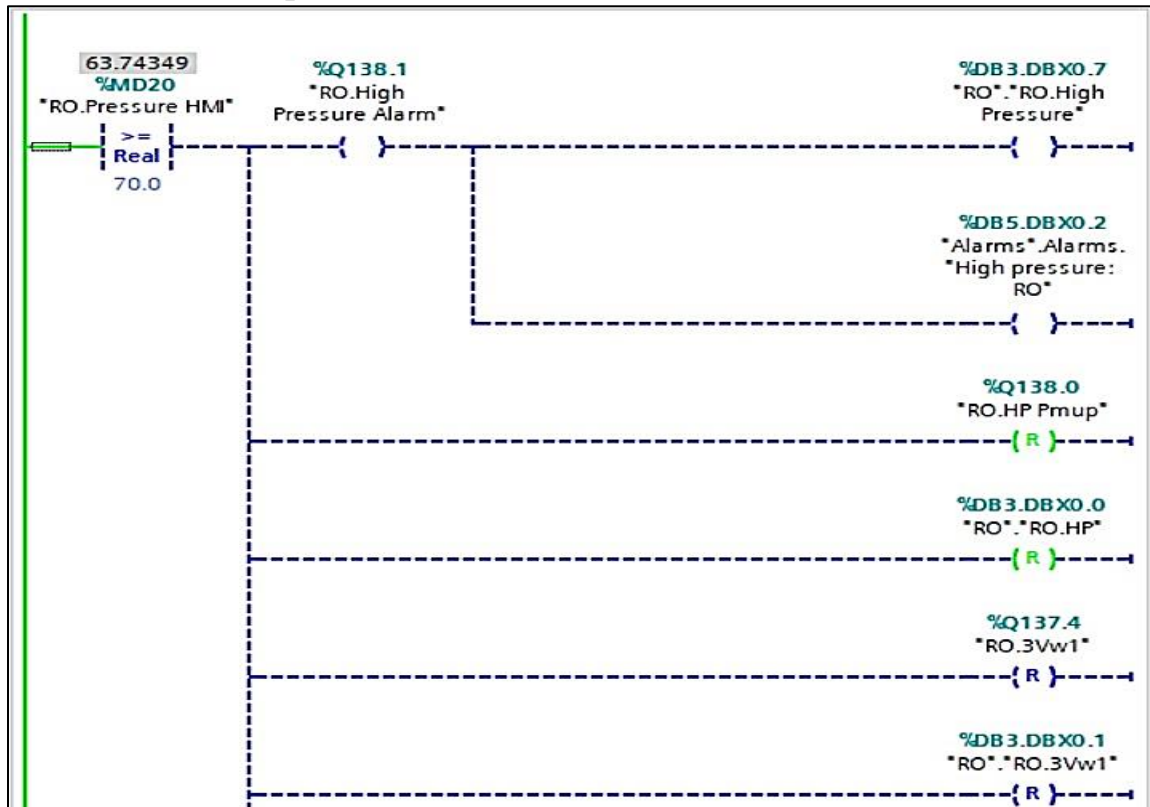 63.74349
%MD20
"RO.Pressure HMI"
>=
Real
70.0
%Q138.1
"RO.High
Pressure Alarm"
%DB3.DBX0.7
"RO"."RO.High
Pressure"
%DB5.DBX0.2
"Alarms".Alarms.
"High pressure:
RO"
%Q138.0
"RO.HP Pmup"
R
%DB3.DBX0.0
"RO"."RO.HP"
R
%Q137.4
"RO.3Vw1"
R
%DB3.DBX0.1
"RO"."RO.3Vw1"
R